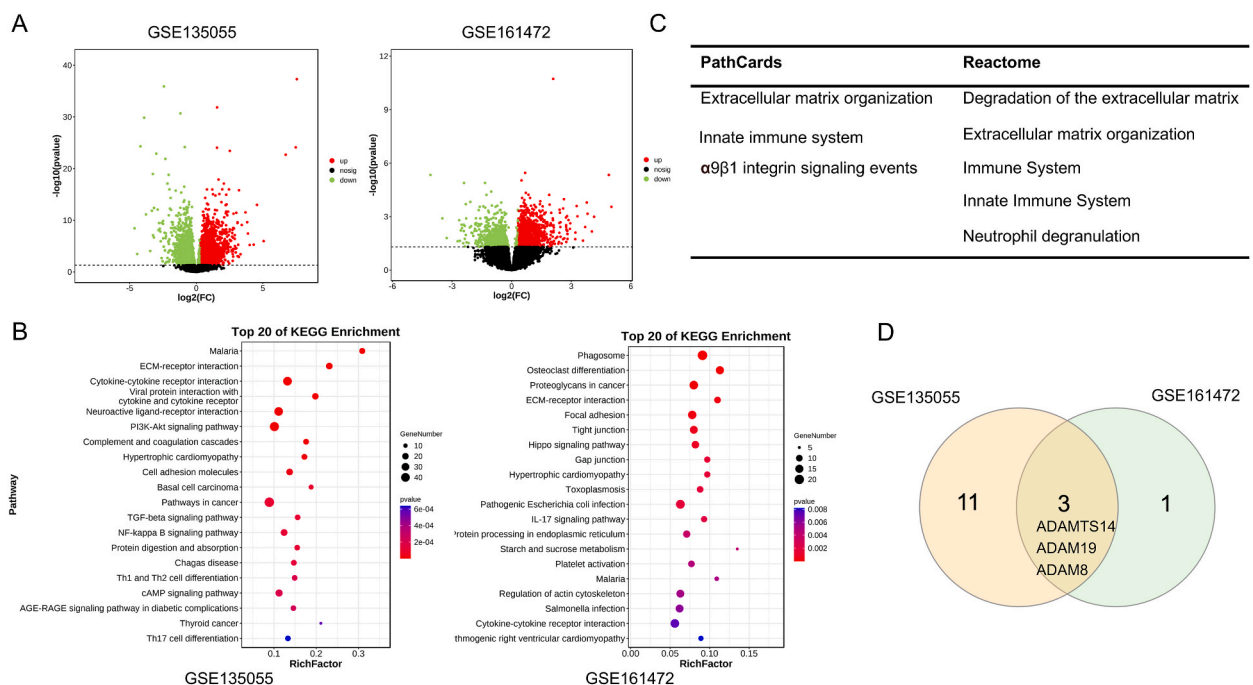 A
GSE135055
-log10(pvalue)
40
30
20
10
0
-5
0
5
log2(FC)
up
nosig
down
GSE161472
-log10(pvalue)
12
9
6
3
0
-6
-3
0
3
6
log2(FC)
up
nosig
down
C
PathCards Reactome
Extracellular matrix organization Degradation of the extracellular matrix
Innate immune system Extracellular matrix organization
α9β1 integrin signaling events Immune System
Innate Immune System
Neutrophil degranulation
B
Top 20 of KEGG Enrichment
Pathway
Malaria
ECM-receptor interaction
Cytokine-cytokine receptor interaction
Viral protein interaction with
cytokine and cytokine receptor
Neuroactive ligand-receptor interaction
PI3K-Akt signaling pathway
Complement and coagulation cascades
Hypertrophic cardiomyopathy
Cell adhesion molecules
Basal cell carcinoma
Pathways in cancer
TGF-beta signaling pathway
NF-kappa B signaling pathway
Protein digestion and absorption
Chagas disease
Th1 and Th2 cell differentiation
cAMP signaling pathway
AGE-RAGE signaling pathway in diabetic complications
Thyroid cancer
Th17 cell differentiation
0.1
0.2
0.3
RichFactor
GSE135055
GeneNumber
10
20
30
40
pvalue
6e-04
4e-04
2e-04
Top 20 of KEGG Enrichment
Phagosome
Osteoclast differentiation
Proteoglycans in cancer
ECM-receptor interaction
Focal adhesion
Tight junction
Hippo signaling pathway
Gap junction
Hypertrophic cardiomyopathy
Toxoplasmosis
Pathogenic Escherichia coli infection
IL-17 signaling pathway
Protein processing in endoplasmic reticulum
Starch and sucrose metabolism
Platelet activation
Malaria
Regulation of actin cytoskeleton
Salmonella infection
Cytokine-cytokine receptor interaction
thmogenic right ventricular cardiomyopathy
0.00
0.05
0.10
0.15
RichFactor
GSE161472
GeneNumber
5
10
15
20
pvalue
0.008
0.006
0.004
0.002
D
GSE135055
GSE161472
11
3
1
ADAMTS14
ADAM19
ADAM8